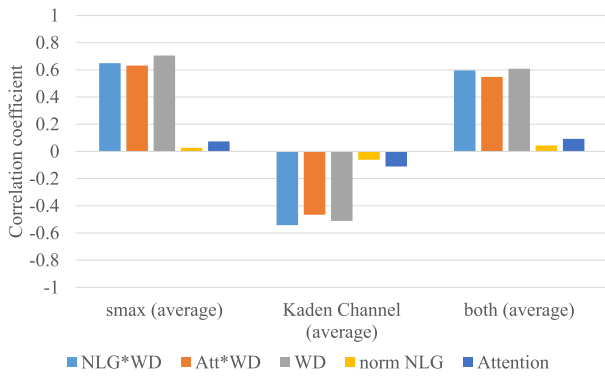 1
0.8
0.6
0.4
0.2
0
-0.2
-0.4
-0.6
-0.8
-1
Correlation coefficient
smax (average)
Kaden Channel
(average)
both (average)
NLG*WD
Att*WD
WD
norm NLG
Attention